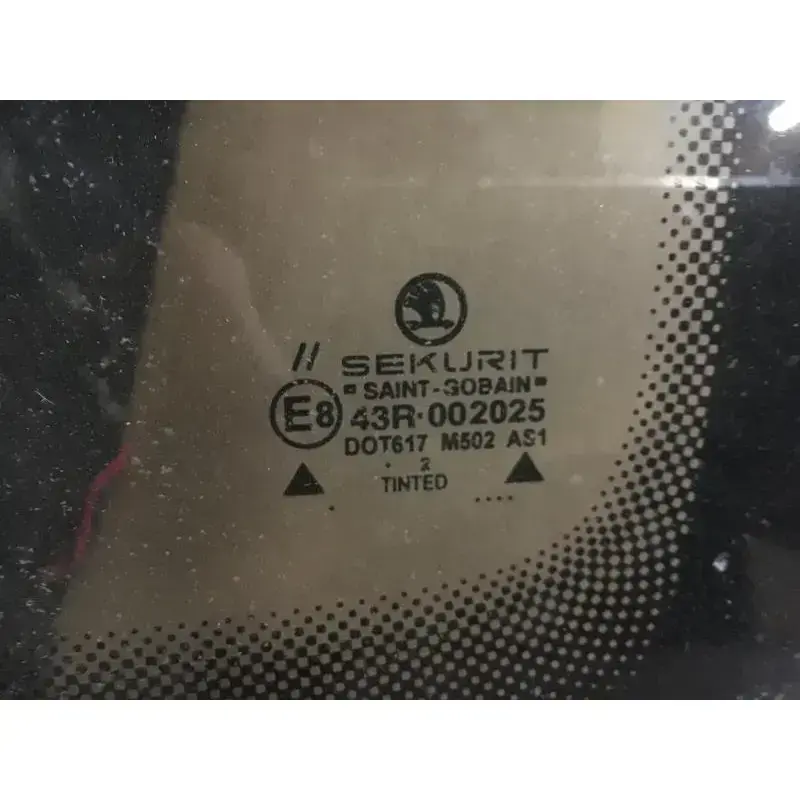 // SEKURIT
SAINT-GOBAIN
E8 43R-002025
DOT617 M502 AS1
. 2
TINTED ....